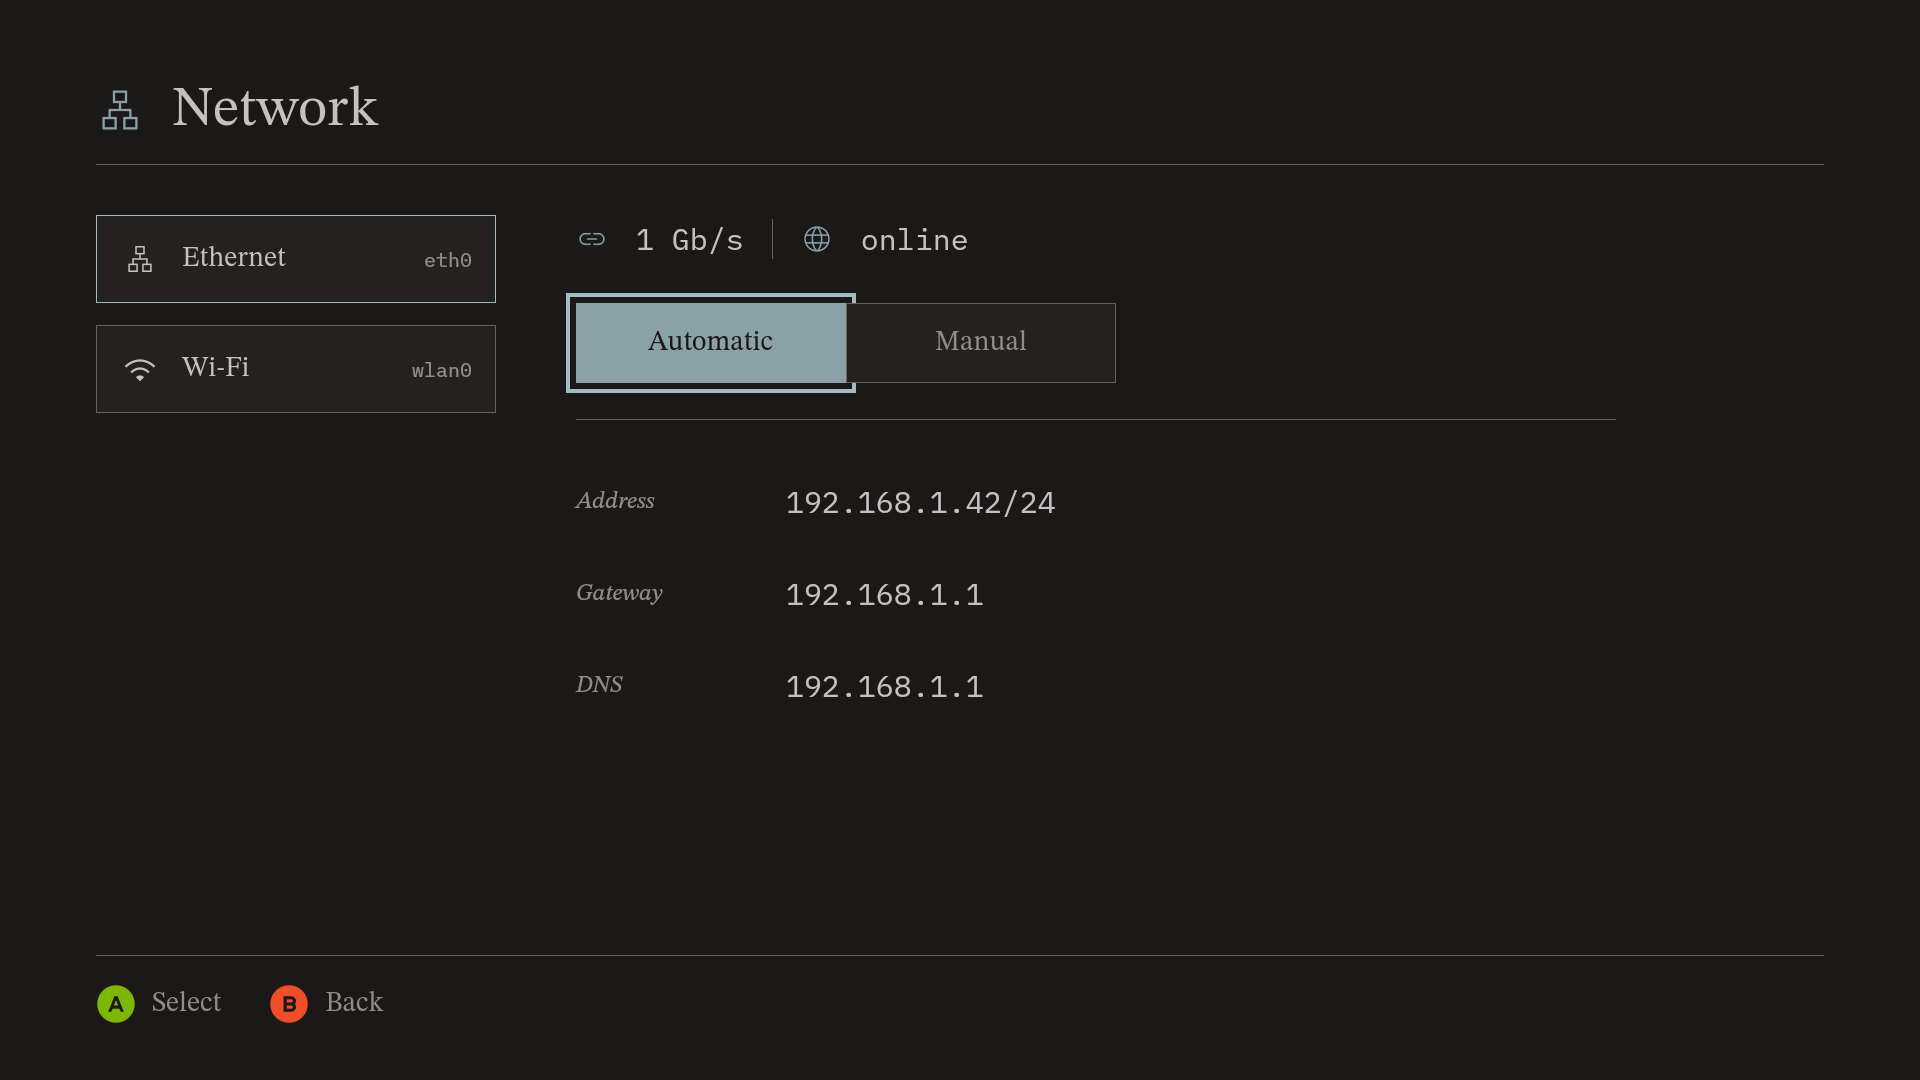 Network
Ethernet eth0
Wi-Fi wlan0
1 Gb/s online
Automatic Manual
Address 192.168.1.42/24
Gateway 192.168.1.1
DNS 192.168.1.1
A Select B Back